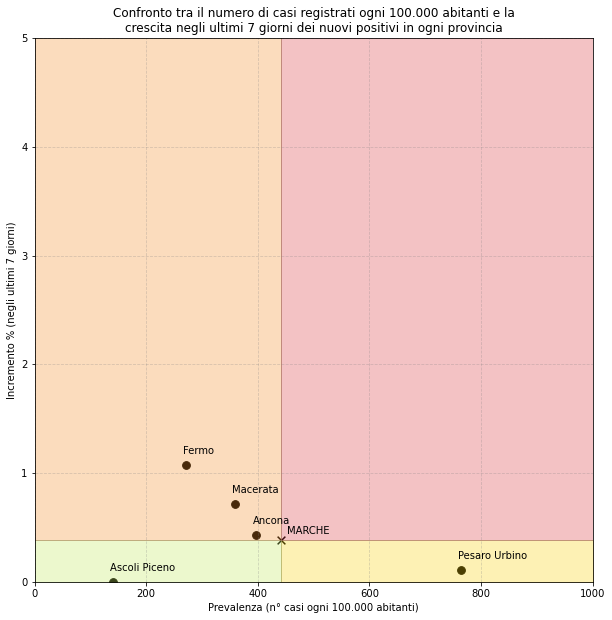 Confronto tra il numero di casi registrati ogni 100.000 abitanti e la
crescita negli ultimi 7 giorni dei nuovi positivi in ogni provincia
Incremento % (negli ultimi 7 giorni)
5
4
3
2
1
0
Fermo
Macerata
Ancona
MARCHE
Ascoli Piceno
Pesaro Urbino
0 200 400 600 800 1000
Prevalenza (n° casi ogni 100.000 abitanti)